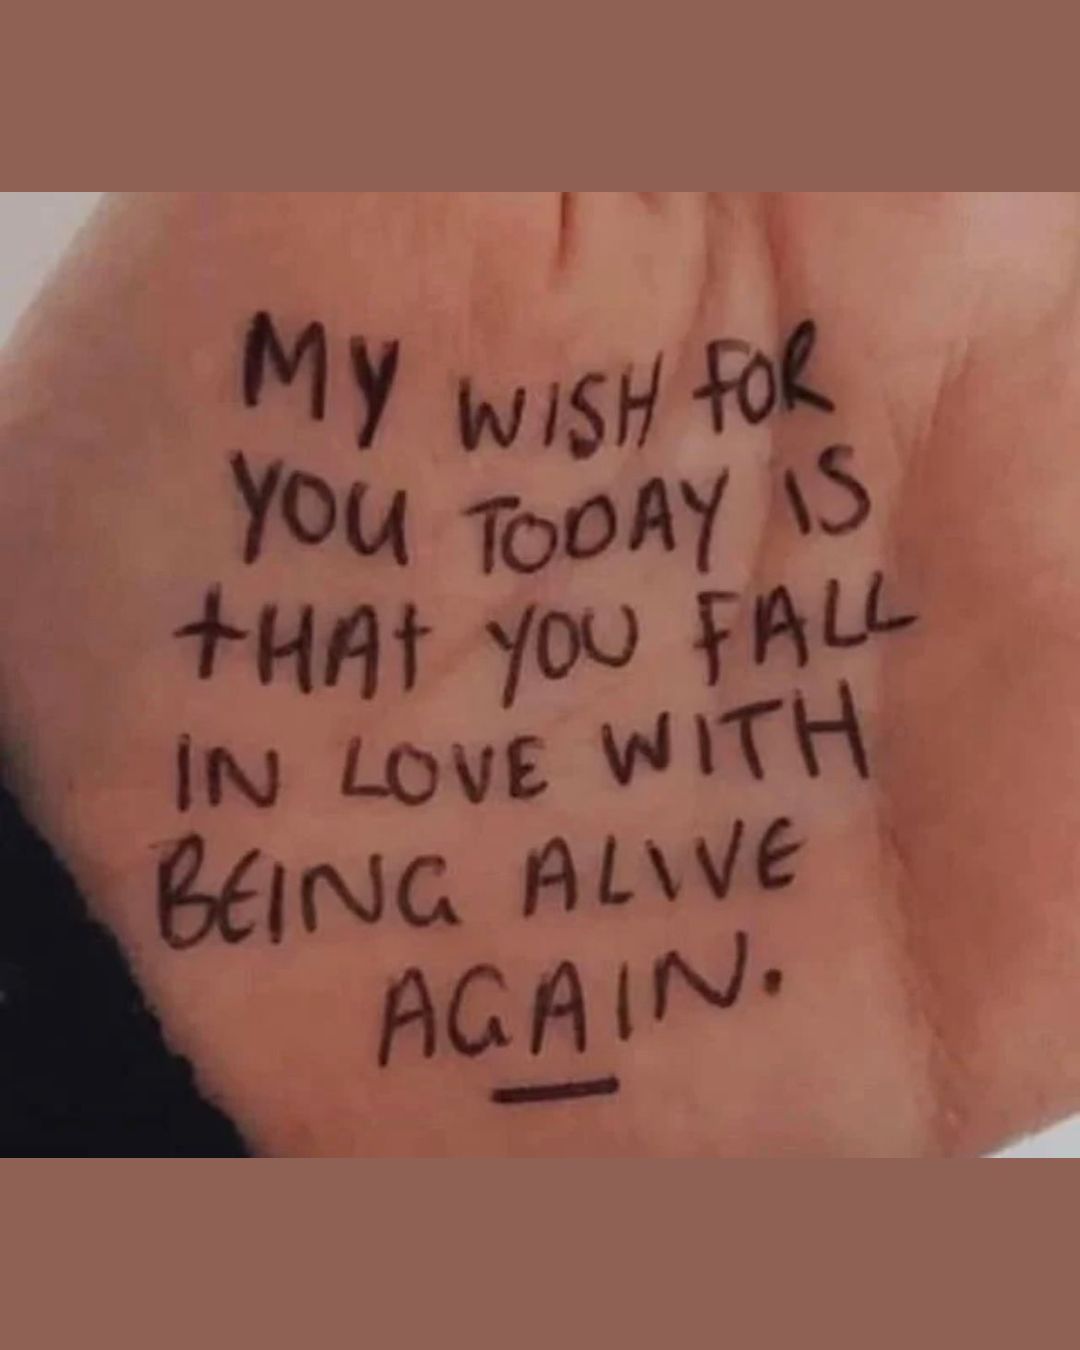 MY WISH FOR
YOU TODAY IS
tHAt YOU FALL
IN LOVE WITH
BEING ALIVE
AGAIN.